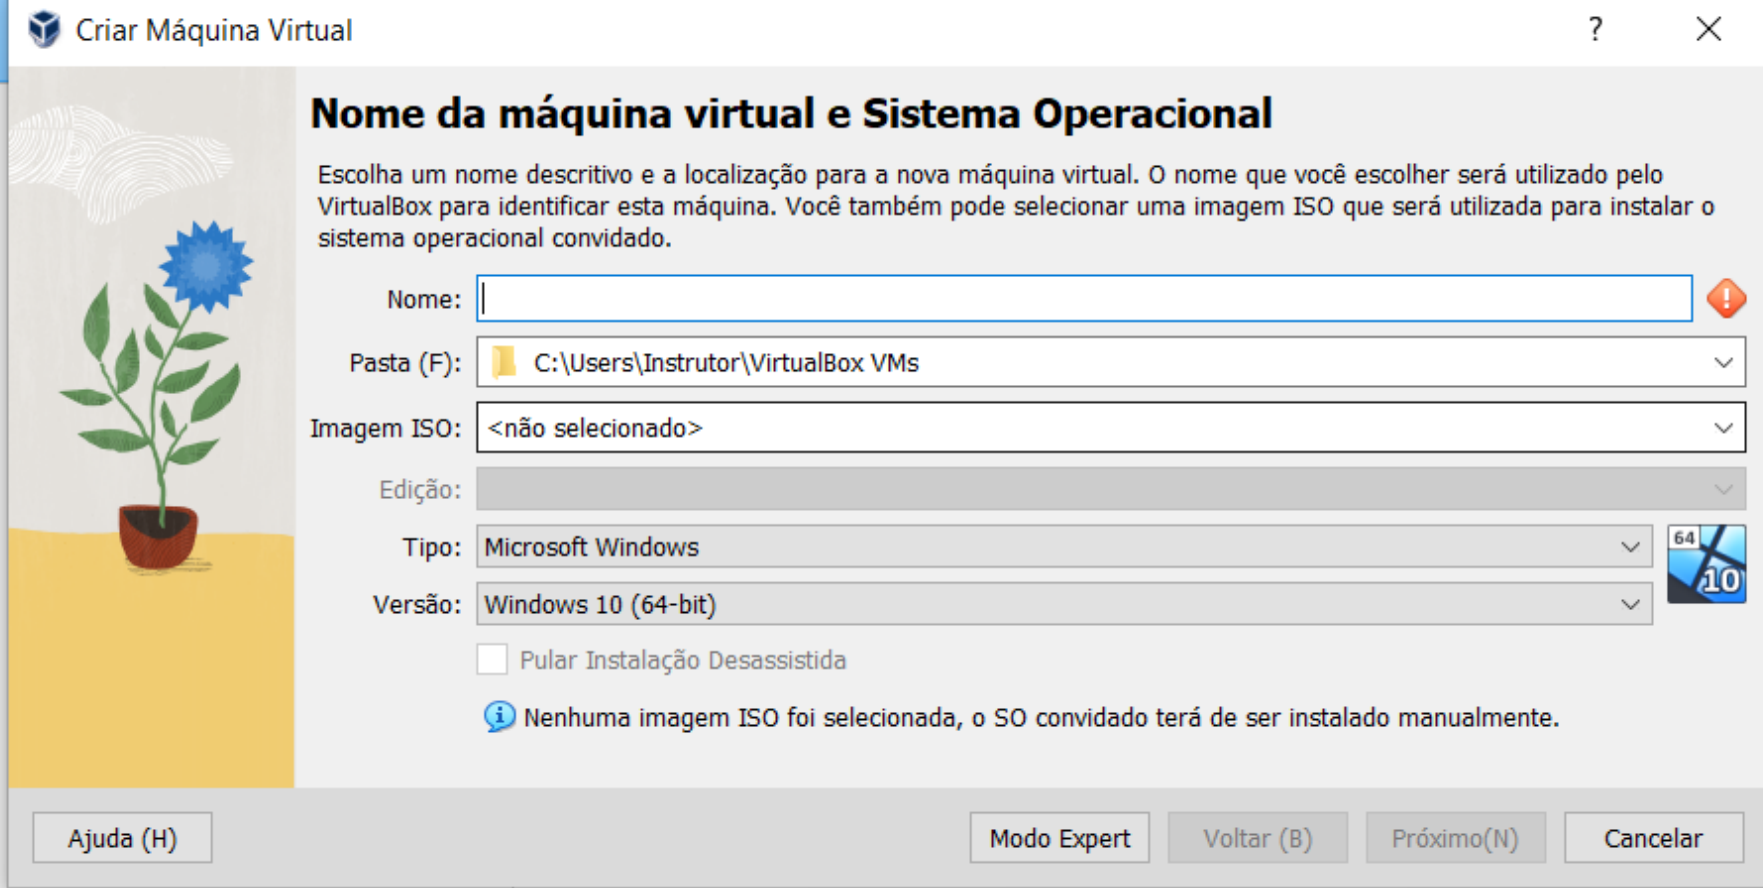 Criar Máquina Virtual ?
Nome da máquina virtual e Sistema Operacional
Escolha um nome descritivo e a localização para a nova máquina virtual. O nome que você escolher será utilizado pelo
VirtualBox para identificar esta máquina. Você também pode selecionar uma imagem ISO que será utilizada para instalar o
sistema operacional convidado.
Nome:
Pasta (F): C:\Users\Instrutor\VirtualBox VMs
Imagem ISO: <não selecionado>
Edição:
Tipo: Microsoft Windows
64
10
Versão: Windows 10 (64-bit)
Pular Instalação Desassistida
Nenhuma imagem ISO foi selecionada, o SO convidado terá de ser instalado manualmente.
Ajuda (H) Modo Expert Voltar (B) Próximo(N) Cancelar